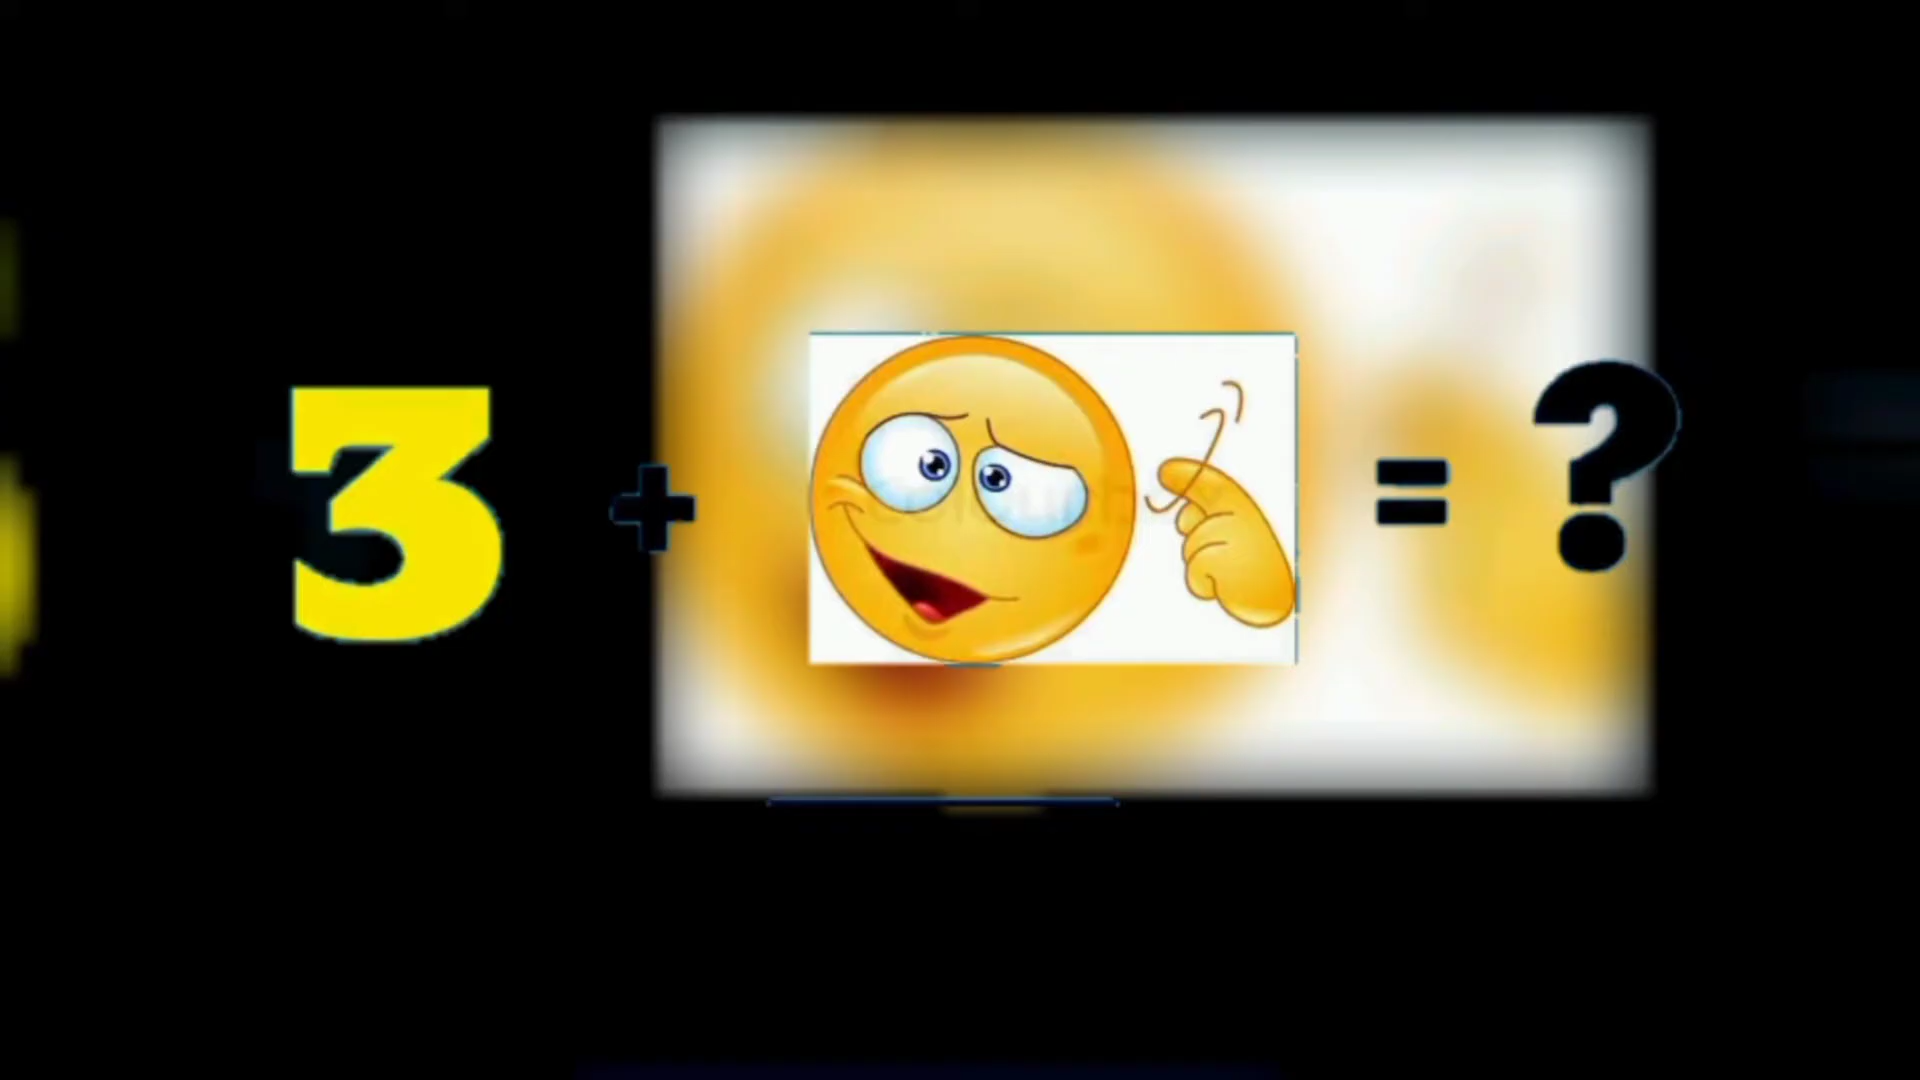 3 + = ?